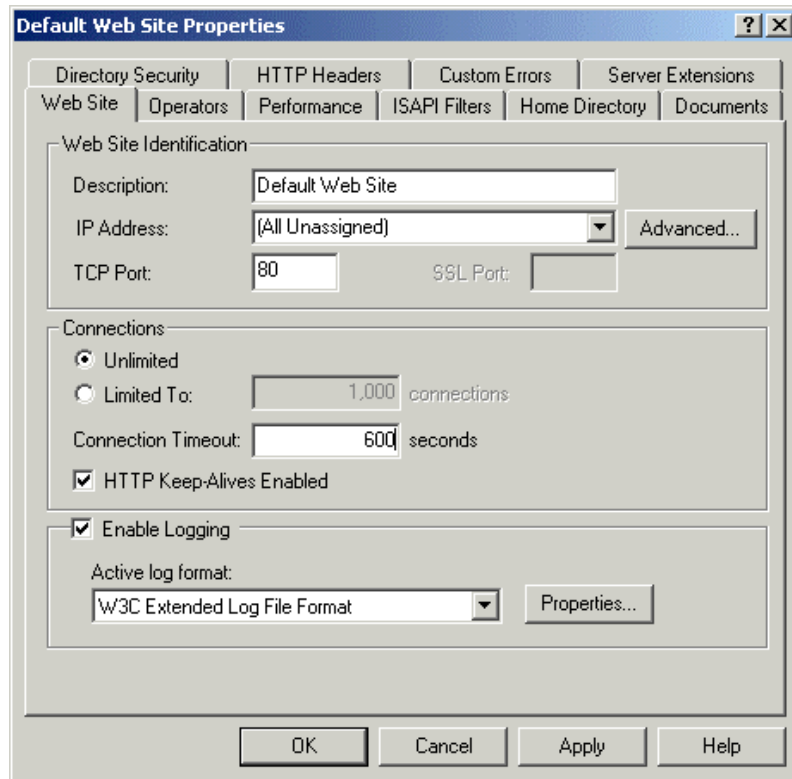 Default Web Site Properties
Directory Security HTTP Headers Custom Errors Server Extensions
Web Site Operators Performance ISAPI Filters Home Directory Documents
Web Site Identification
Description: Default Web Site
IP Address: (All Unassigned) Advanced...
TCP Port: 80 SSL Port:
Connections
Unlimited
Limited To: 1,000 connections
Connection Timeout: 600 seconds
HTTP Keep-Alives Enabled
Enable Logging
Active log format:
W3C Extended Log File Format Properties...
OK Cancel Apply Help